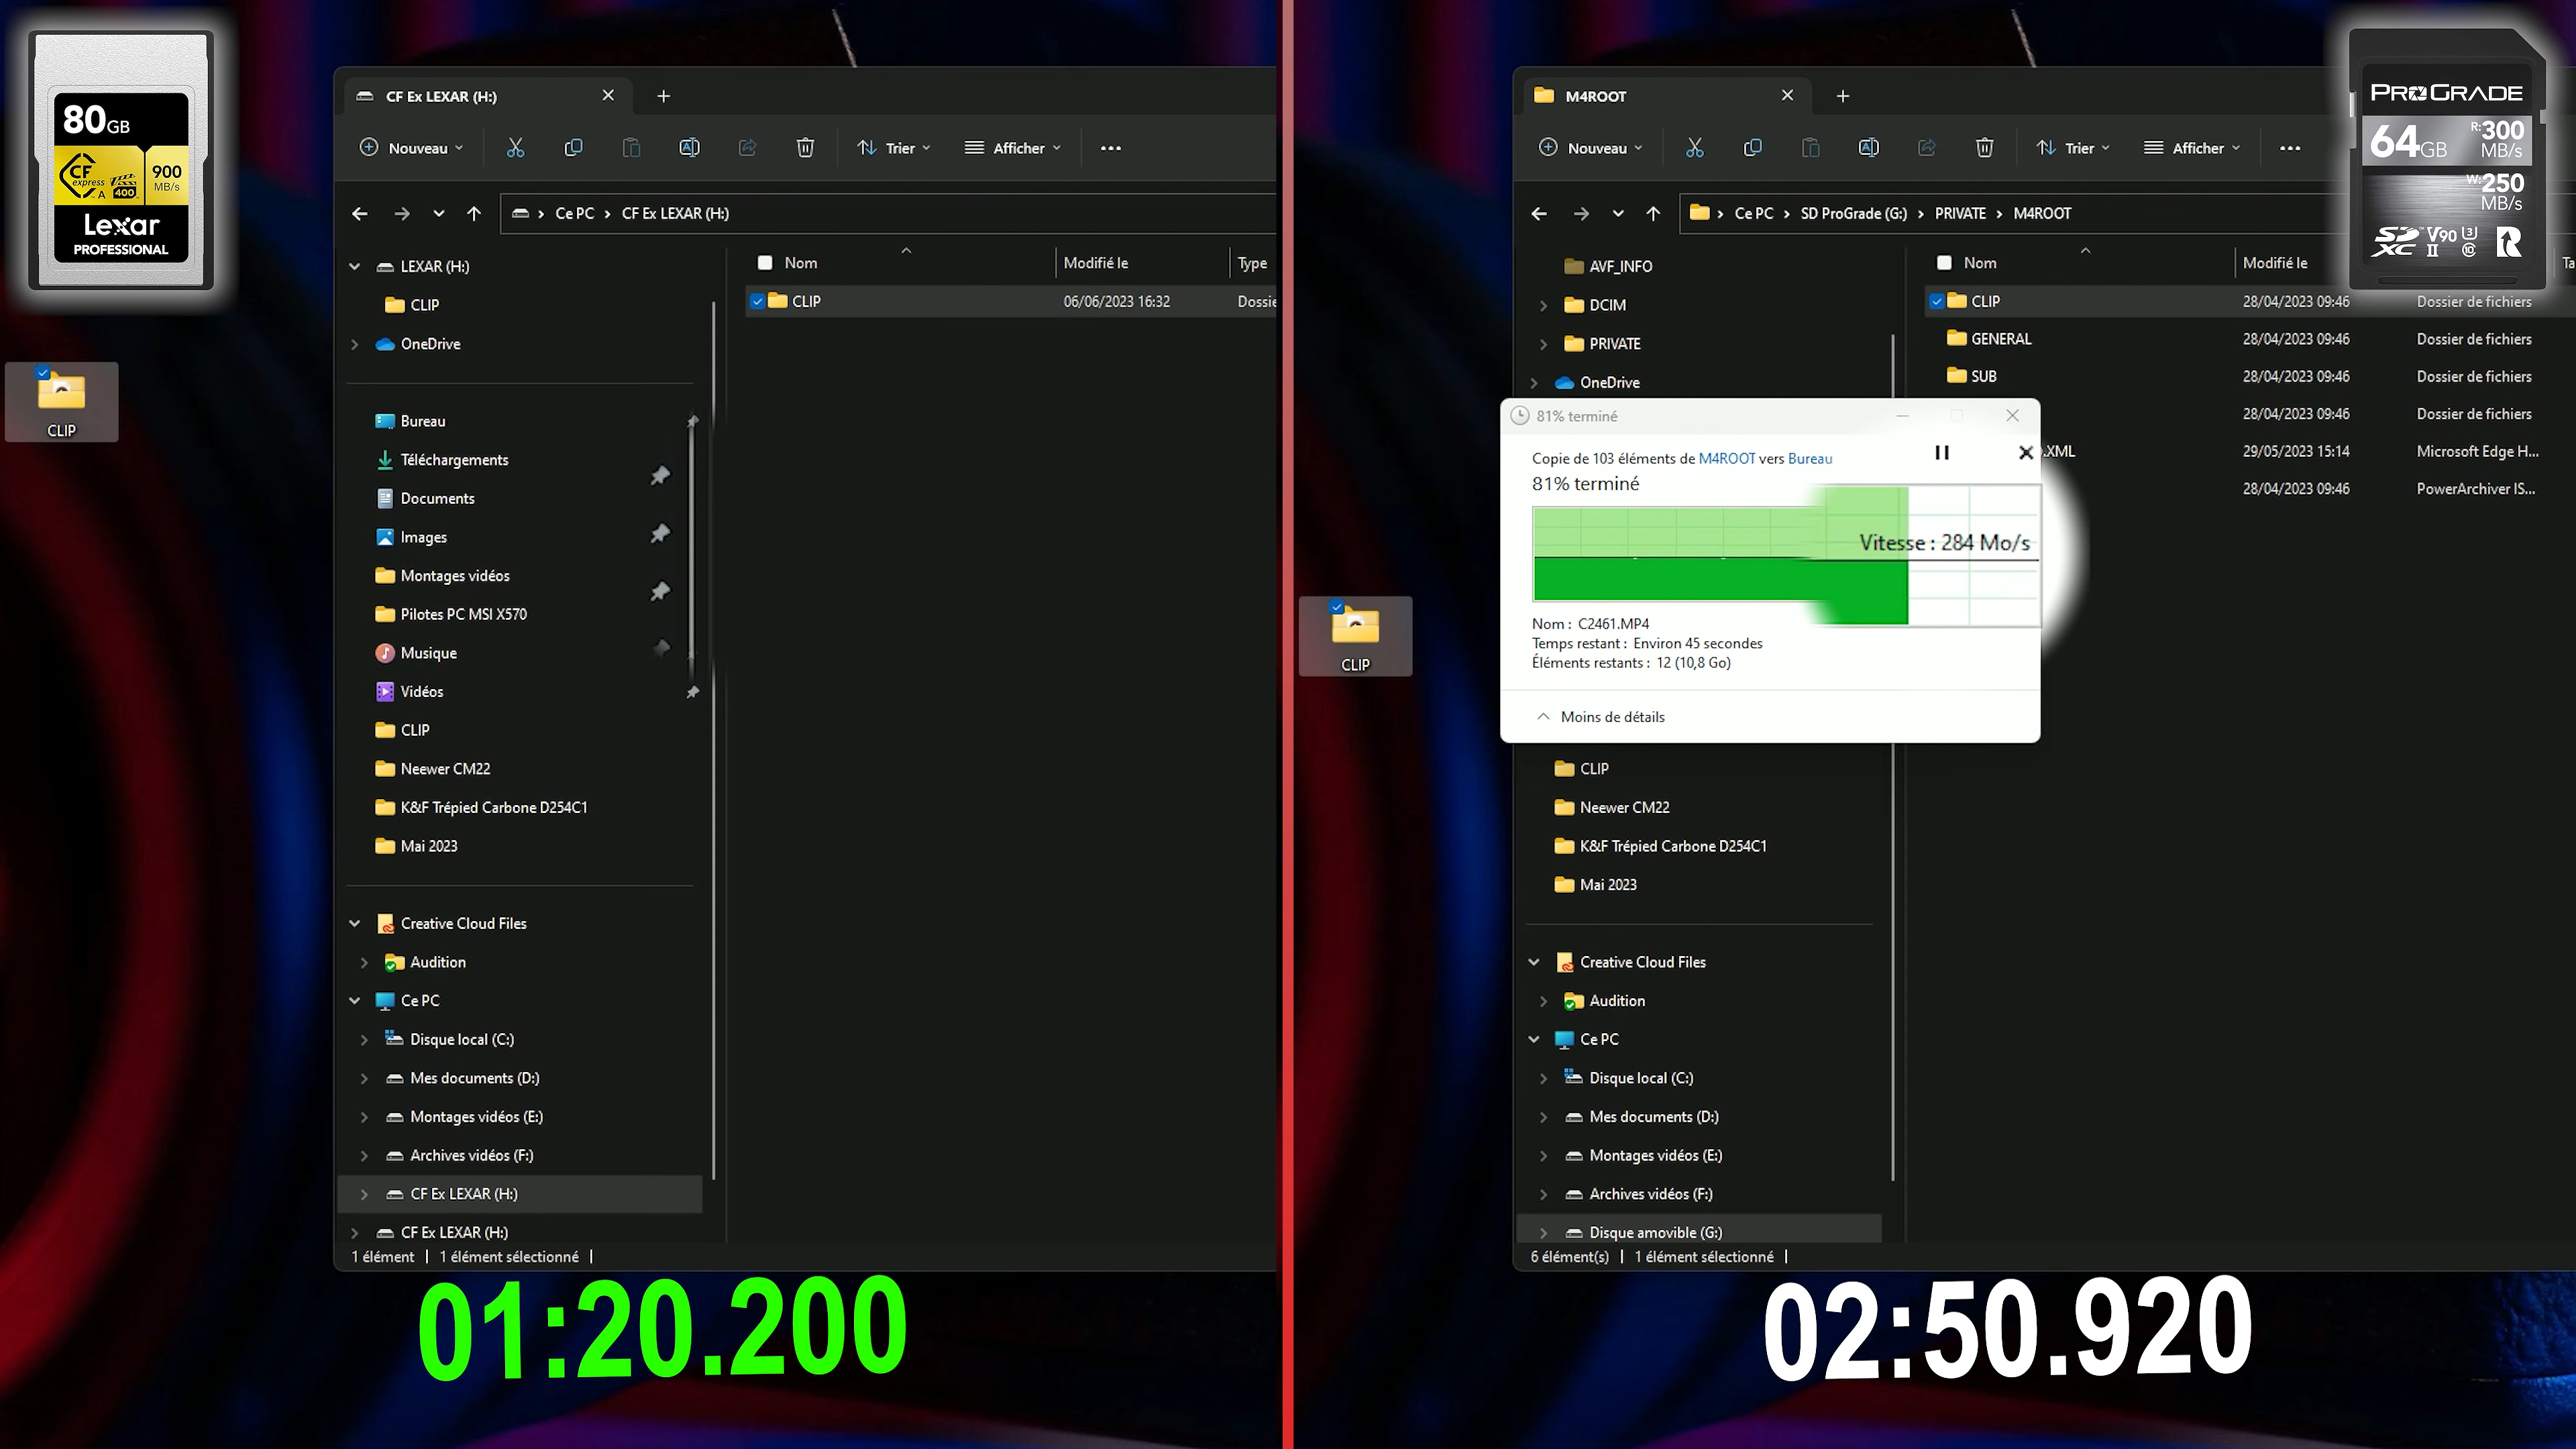 80GB
CF
express
A
400
900
MB/s
Lexar
PROFESSIONAL
CLIP
CF Ex LEXAR (H:)
Nouveau
Trier
Afficher
Ce PC
CF Ex LEXAR (H:)
LEXAR (H:)
CLIP
OneDrive
Bureau
Téléchargements
Documents
Images
Montages vidéos
Pilotes PC MSI X570
Musique
Vidéos
CLIP
Neewer CM22
K&F Trépied Carbone D254C1
Mai 2023
Creative Cloud Files
Audition
Ce PC
Disque local (C:)
Mes documents (D:)
Montages vidéos (E:)
Archives vidéos (F:)
CF Ex LEXAR (H:)
CF Ex LEXAR (H:)
Nom Modifié le Type
CLIP 06/06/2023 16:32 Dossie
1 élément 1 élément sélectionné
01:20.200
PROGRADE
64GB
R:300
MB/s
W:250
MB/s
SD XC II V90 U3 10 R
CLIP
M4ROOT
Nouveau
Trier
Afficher
Ce PC
SD ProGrade (G:)
PRIVATE
M4ROOT
AVF_INFO
DCIM
PRIVATE
OneDrive
Nom Modifié le Ta
CLIP 28/04/2023 09:46 Dossier de fichiers
GENERAL 28/04/2023 09:46 Dossier de fichiers
SUB 28/04/2023 09:46 Dossier de fichiers
28/04/2023 09:46 Dossier de fichiers
.XML 29/05/2023 15:14 Microsoft Edge H...
28/04/2023 09:46 PowerArchiver IS...
81% terminé
Copie de 103 éléments de M4ROOT vers Bureau
81% terminé
Vitesse : 284 Mo/s
Nom : C2461.MP4
Temps restant : Environ 45 secondes
Éléments restants : 12 (10,8 Go)
Moins de détails
CLIP
Neewer CM22
K&F Trépied Carbone D254C1
Mai 2023
Creative Cloud Files
Audition
Ce PC
Disque local (C:)
Mes documents (D:)
Montages vidéos (E:)
Archives vidéos (F:)
Disque amovible (G:)
6 élément(s) 1 élément sélectionné
02:50.920